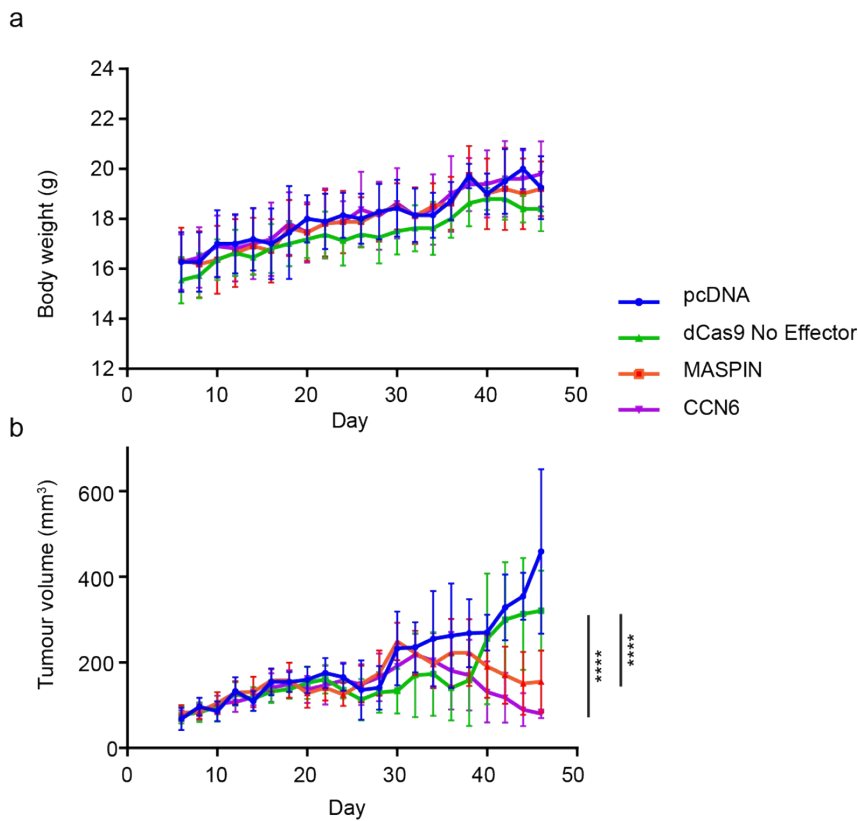 a
24
22
20
18
16
14
12
Body weight (g)
0 10 20 30 40 50
Day
pcDNA
dCas9 No Effector
MASPIN
CCN6
b
600
400
200
0
Tumour volume (mm³)
0 10 20 30 40 50
Day
****
****